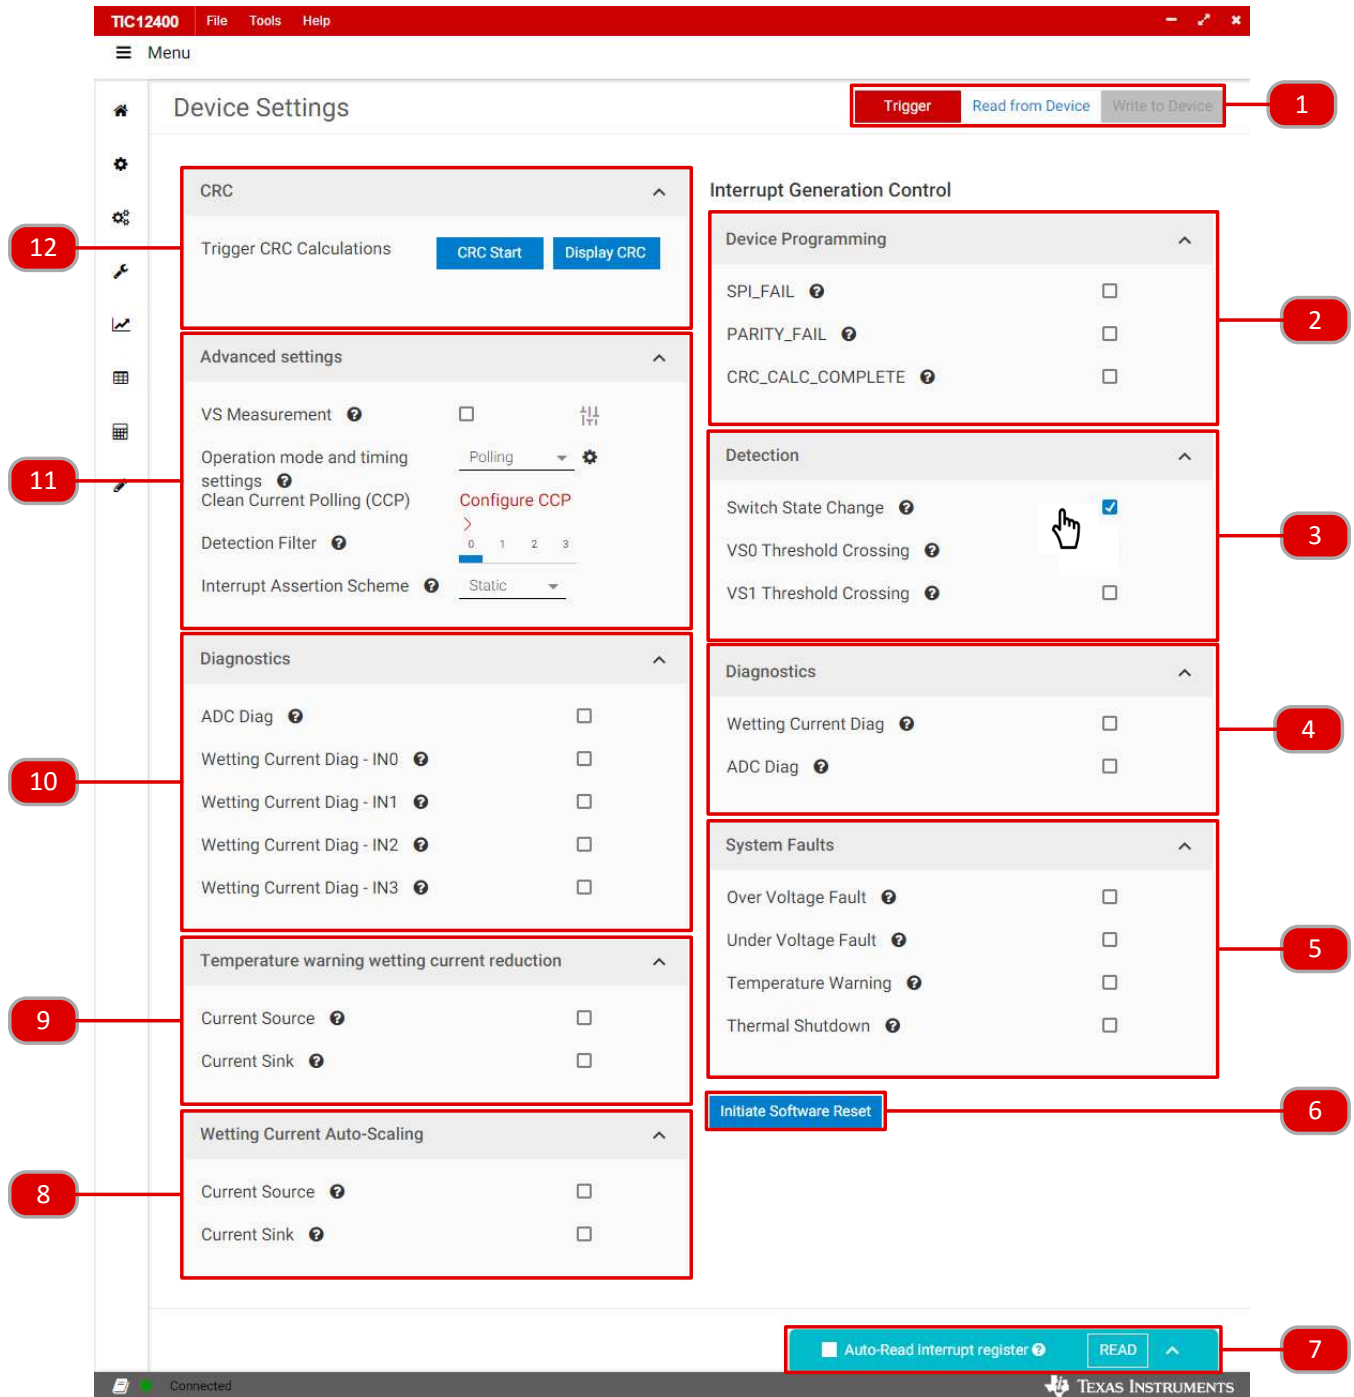 TIC12400 File Tools Help
Menu
Device Settings
Trigger Read from Device Write to Device
1
CRC
Trigger CRC Calculations CRC Start Display CRC
12
Advanced settings
VS Measurement
Operation mode and timing settings Polling
Clean Current Polling (CCP) Configure CCP >
Detection Filter 0 1 2 3
Interrupt Assertion Scheme Static
11
Diagnostics
ADC Diag
Wetting Current Diag - IN0
Wetting Current Diag - IN1
Wetting Current Diag - IN2
Wetting Current Diag - IN3
10
Temperature warning wetting current reduction
Current Source
Current Sink
9
Wetting Current Auto-Scaling
Current Source
Current Sink
8
Interrupt Generation Control
Device Programming
SPI_FAIL
PARITY_FAIL
CRC_CALC_COMPLETE
2
Detection
Switch State Change
VS0 Threshold Crossing
VS1 Threshold Crossing
3
Diagnostics
Wetting Current Diag
ADC Diag
4
System Faults
Over Voltage Fault
Under Voltage Fault
Temperature Warning
Thermal Shutdown
5
Initiate Software Reset
6
Auto-Read interrupt register READ
7
Connected
TEXAS INSTRUMENTS